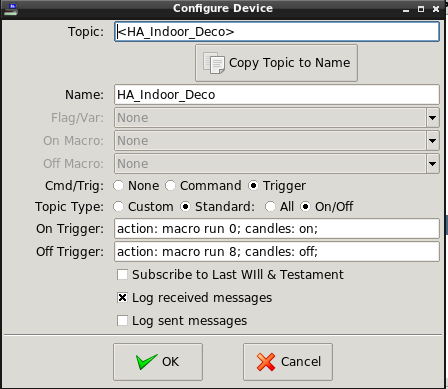 Configure Device
Topic: <HA_Indoor_Deco>
Copy Topic to Name
Name: HA_Indoor_Deco
Flag/Var: None
On Macro: None
Off Macro: None
Cmd/Trig: None Command Trigger
Topic Type: Custom Standard: All On/Off
On Trigger: action: macro run 0; candles: on;
Off Trigger: action: macro run 8; candles: off;
Subscribe to Last WIll & Testament
Log received messages
Log sent messages
OK Cancel